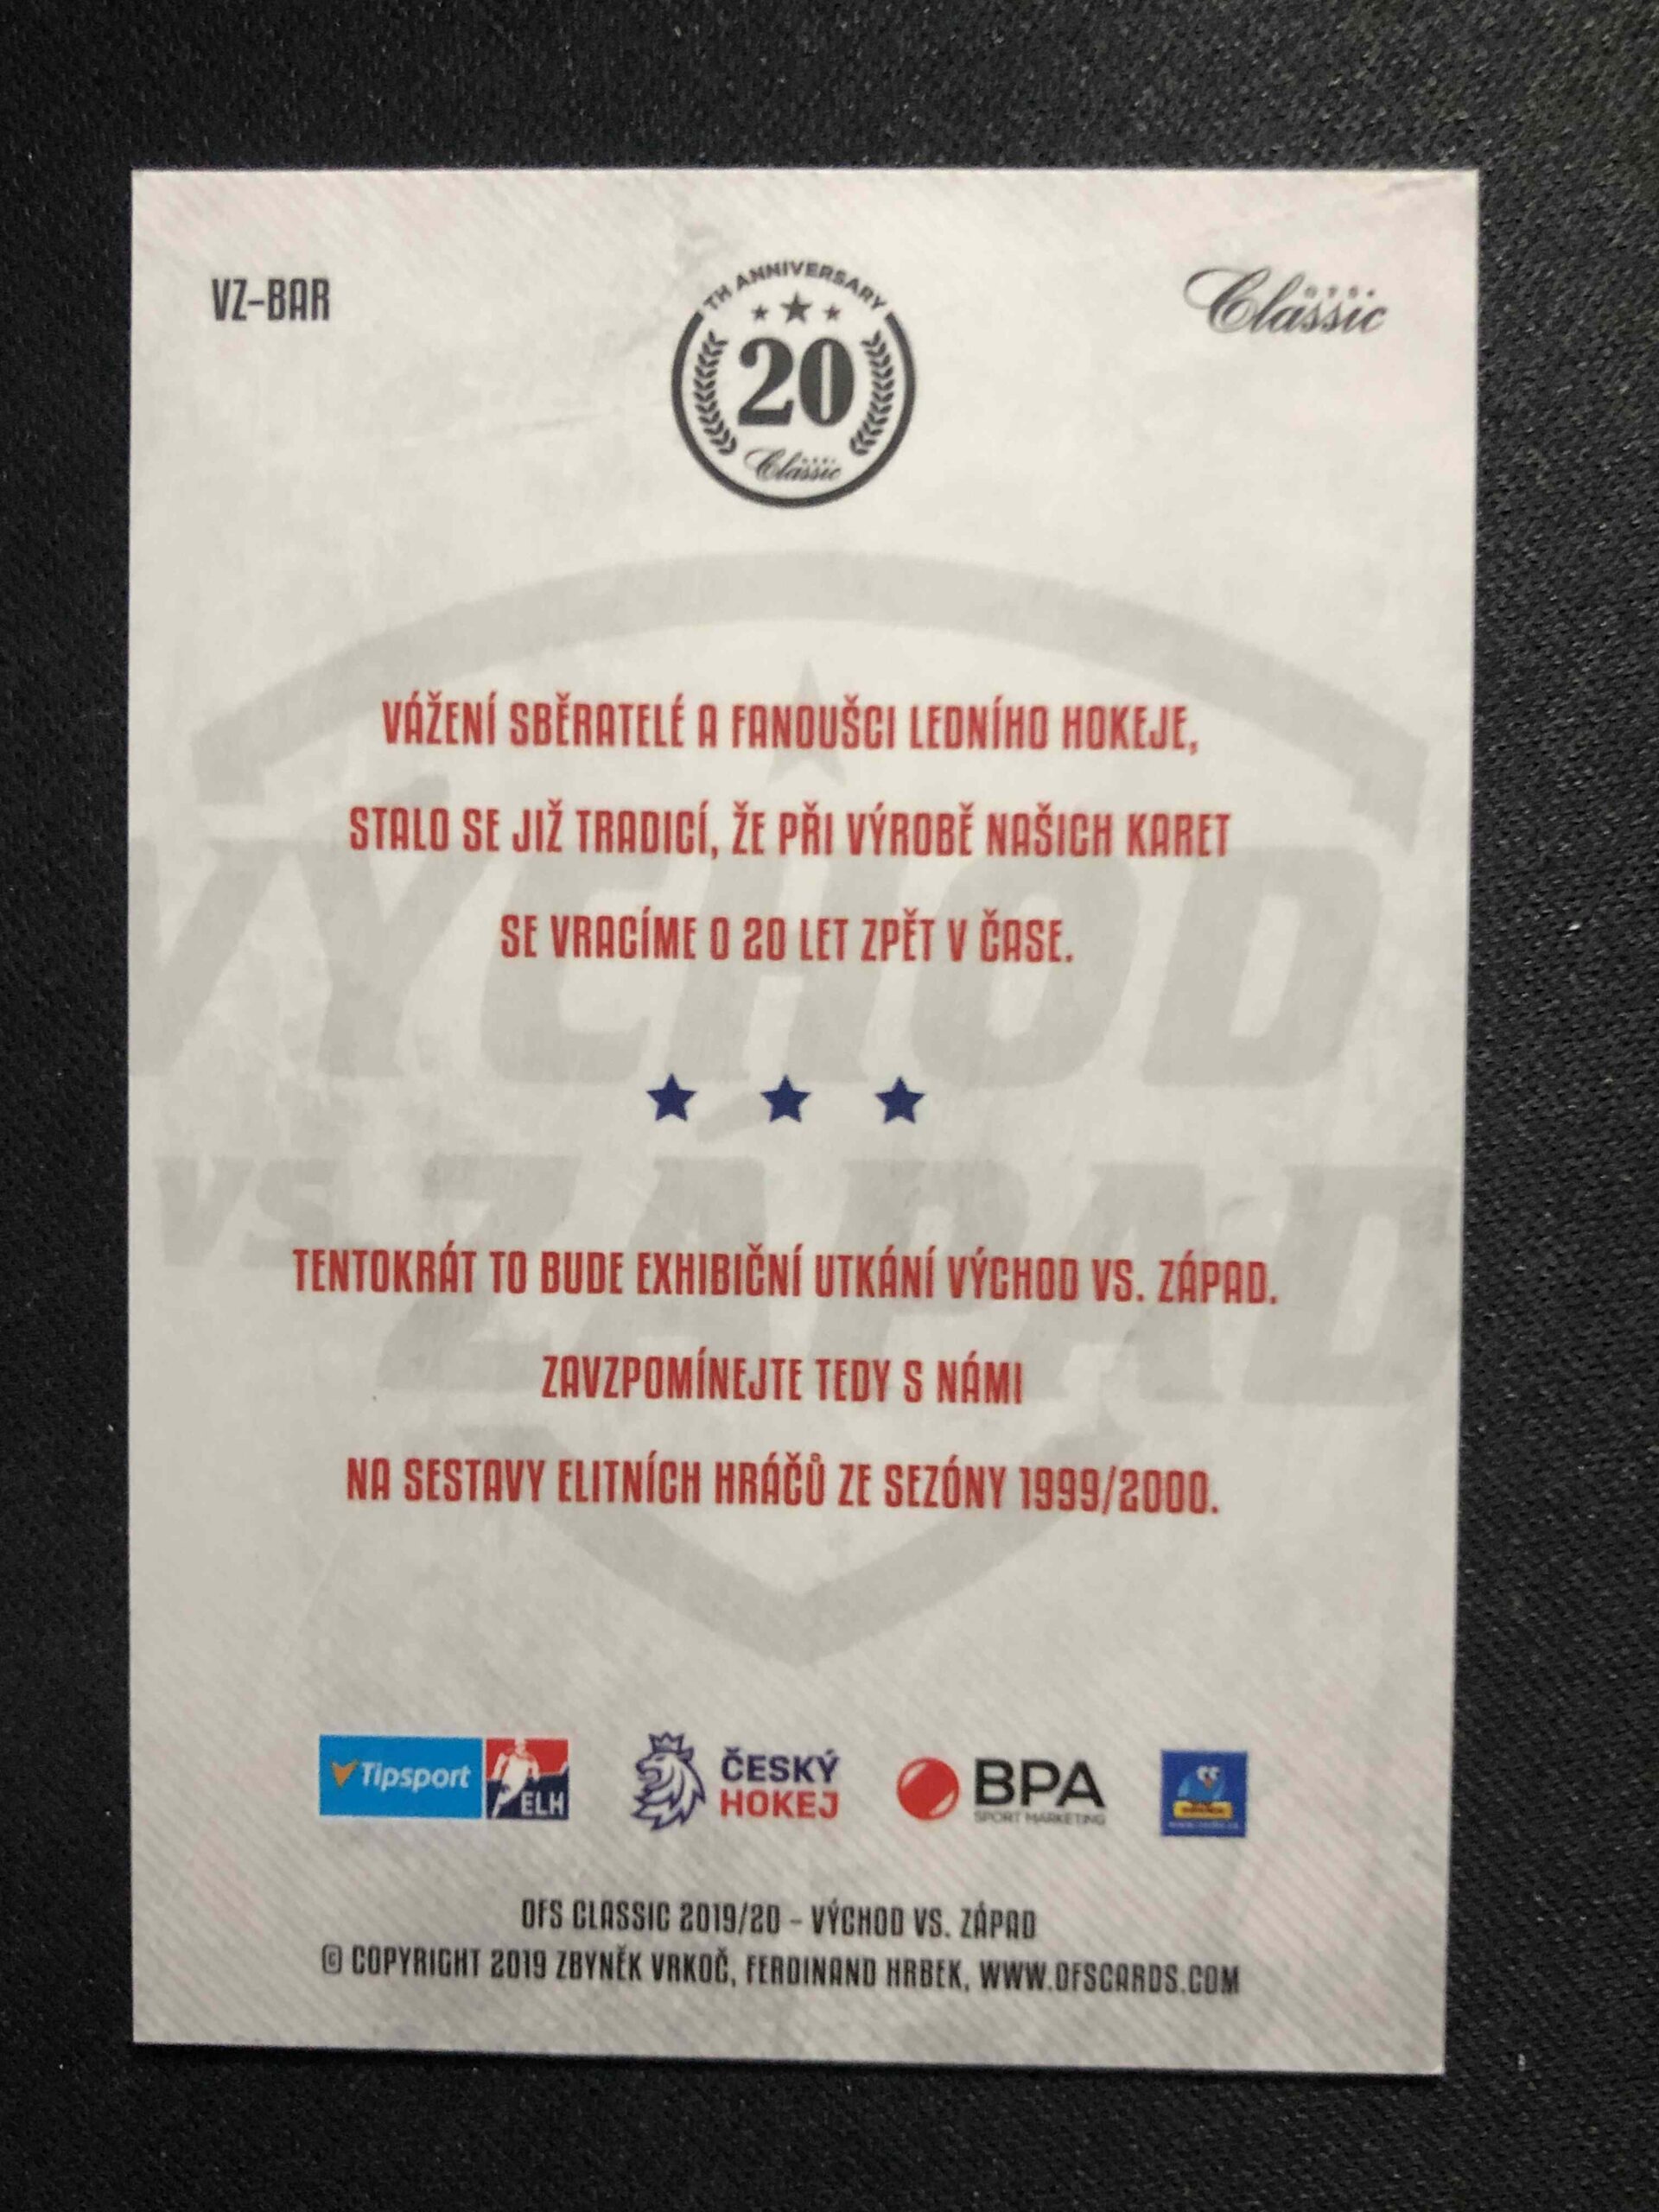 VZ-BAR
TH ANNIVERSARY
20
Classic
Classic
VÁŽENÍ SBĚRATELÉ A FANOUŠCI LEDNÍHO HOKEJE,
STALO SE JIŽ TRADICÍ, ŽE PŘI VÝROBĚ NAŠICH KARET
SE VRACÍME O 20 LET ZPĚT V ČASE.
VÝCHOD
VS. ZÁPAD
TENTOKRÁT TO BUDE EXHIBIČNÍ UTKÁNÍ VÝCHOD VS. ZÁPAD.
ZAVZPOMÍNEJTE TEDY S NÁMI
NA SESTAVY ELITNÍCH HRÁČŮ ZE SEZÓNY 1999/2000.
Tipsport ELH
ČESKÝ
HOKEJ
BPA
SPORT MARKETING
OFS CLASSIC 2019/20 - VÝCHOD VS. ZÁPAD
© COPYRIGHT 2019 ZBYNĚK VRKOČ, FERDINAND HRBEK, WWW.OFSCARDS.COM